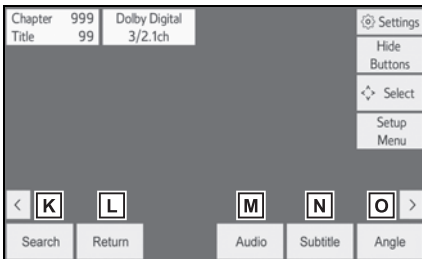 Chapter 999
Title 99
Dolby Digital
3/2.1ch
Settings
Hide
Buttons
Select
Setup
Menu
< K L M N O >
Search Return Audio Subtitle Angle